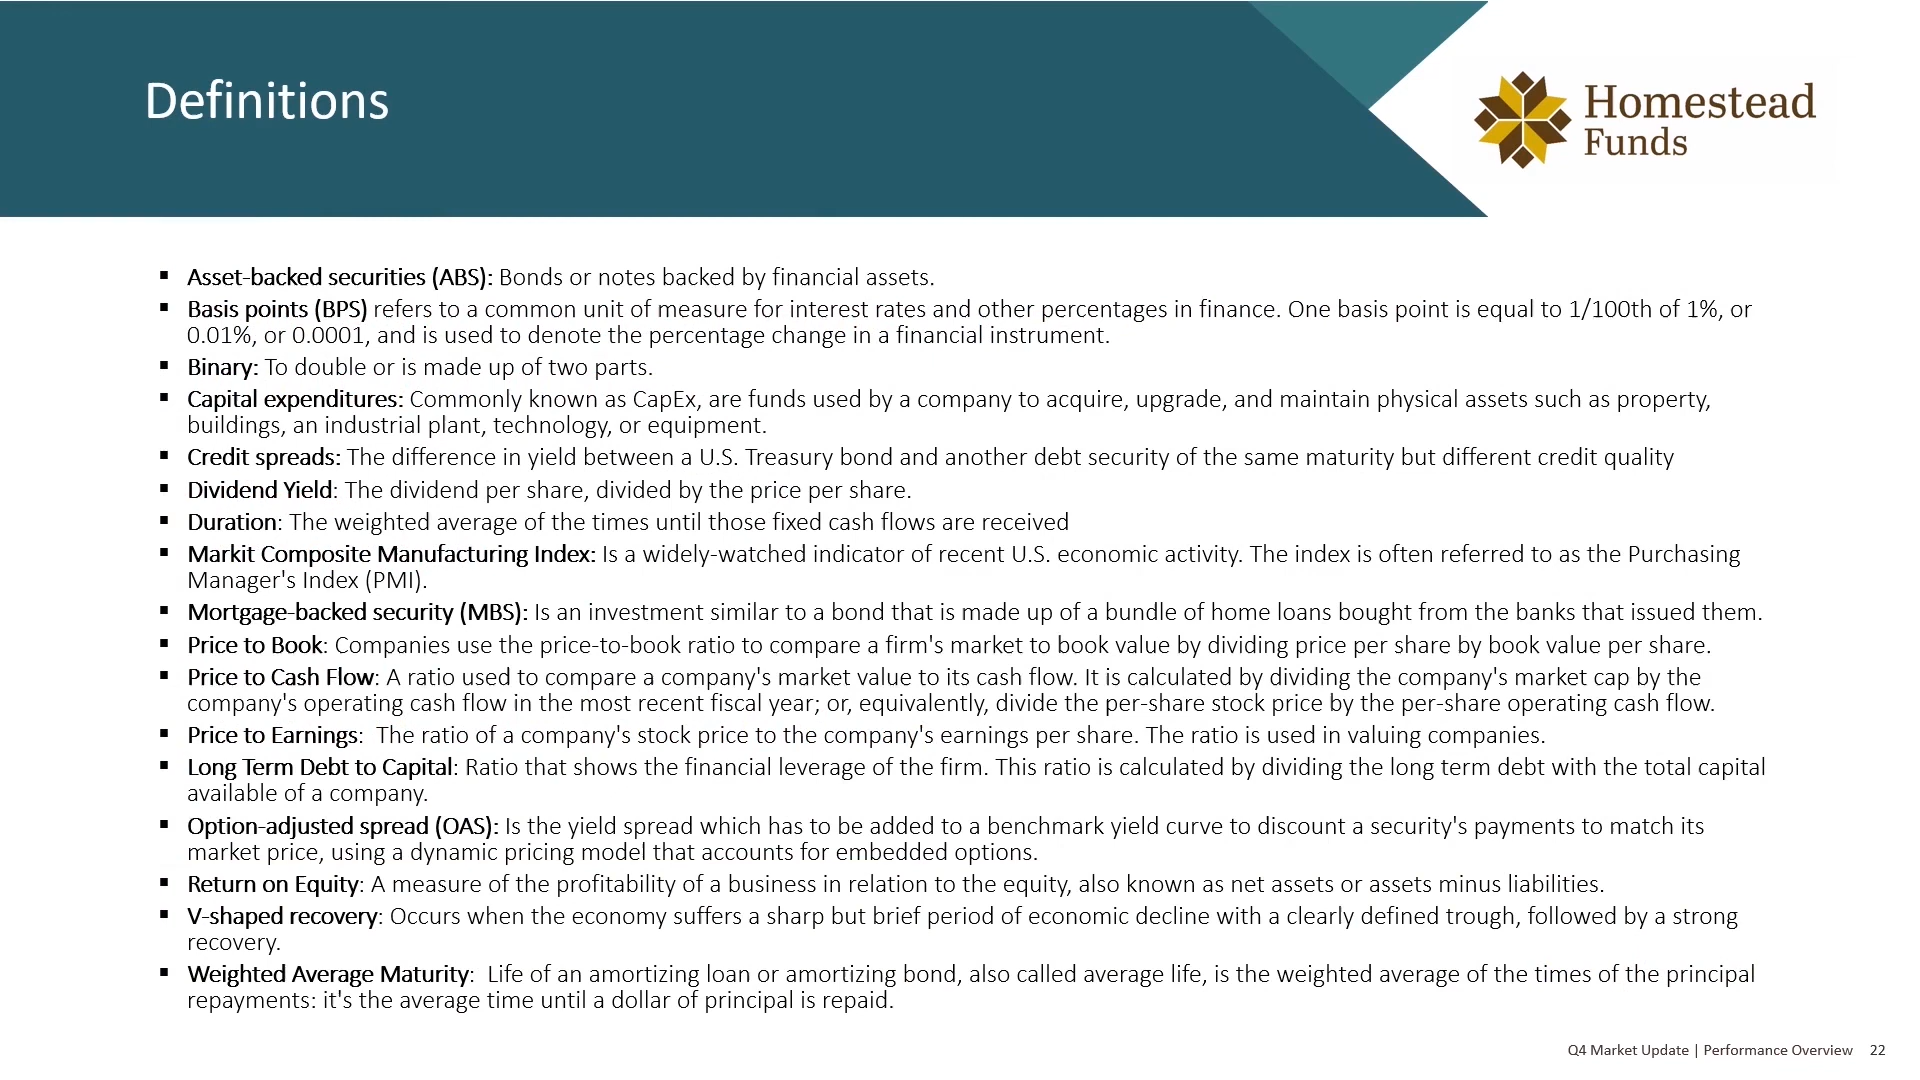 Definitions
Homestead
Funds
▪ Asset-backed securities (ABS): Bonds or notes backed by financial assets.
▪ Basis points (BPS) refers to a common unit of measure for interest rates and other percentages in finance. One basis point is equal to 1/100th of 1%, or
0.01%, or 0.0001, and is used to denote the percentage change in a financial instrument.
▪ Binary: To double or is made up of two parts.
▪ Capital expenditures: Commonly known as CapEx, are funds used by a company to acquire, upgrade, and maintain physical assets such as property,
buildings, an industrial plant, technology, or equipment.
▪ Credit spreads: The difference in yield between a U.S. Treasury bond and another debt security of the same maturity but different credit quality
▪ Dividend Yield: The dividend per share, divided by the price per share.
▪ Duration: The weighted average of the times until those fixed cash flows are received
▪ Markit Composite Manufacturing Index: Is a widely-watched indicator of recent U.S. economic activity. The index is often referred to as the Purchasing
Manager's Index (PMI).
▪ Mortgage-backed security (MBS): Is an investment similar to a bond that is made up of a bundle of home loans bought from the banks that issued them.
▪ Price to Book: Companies use the price-to-book ratio to compare a firm's market to book value by dividing price per share by book value per share.
▪ Price to Cash Flow: A ratio used to compare a company's market value to its cash flow. It is calculated by dividing the company's market cap by the
company's operating cash flow in the most recent fiscal year; or, equivalently, divide the per-share stock price by the per-share operating cash flow.
▪ Price to Earnings:  The ratio of a company's stock price to the company's earnings per share. The ratio is used in valuing companies.
▪ Long Term Debt to Capital: Ratio that shows the financial leverage of the firm. This ratio is calculated by dividing the long term debt with the total capital
available of a company.
▪ Option-adjusted spread (OAS): Is the yield spread which has to be added to a benchmark yield curve to discount a security's payments to match its
market price, using a dynamic pricing model that accounts for embedded options.
▪ Return on Equity: A measure of the profitability of a business in relation to the equity, also known as net assets or assets minus liabilities.
▪ V-shaped recovery: Occurs when the economy suffers a sharp but brief period of economic decline with a clearly defined trough, followed by a strong
recovery.
▪ Weighted Average Maturity:  Life of an amortizing loan or amortizing bond, also called average life, is the weighted average of the times of the principal
repayments: it's the average time until a dollar of principal is repaid.
Q4 Market Update | Performance Overview 22